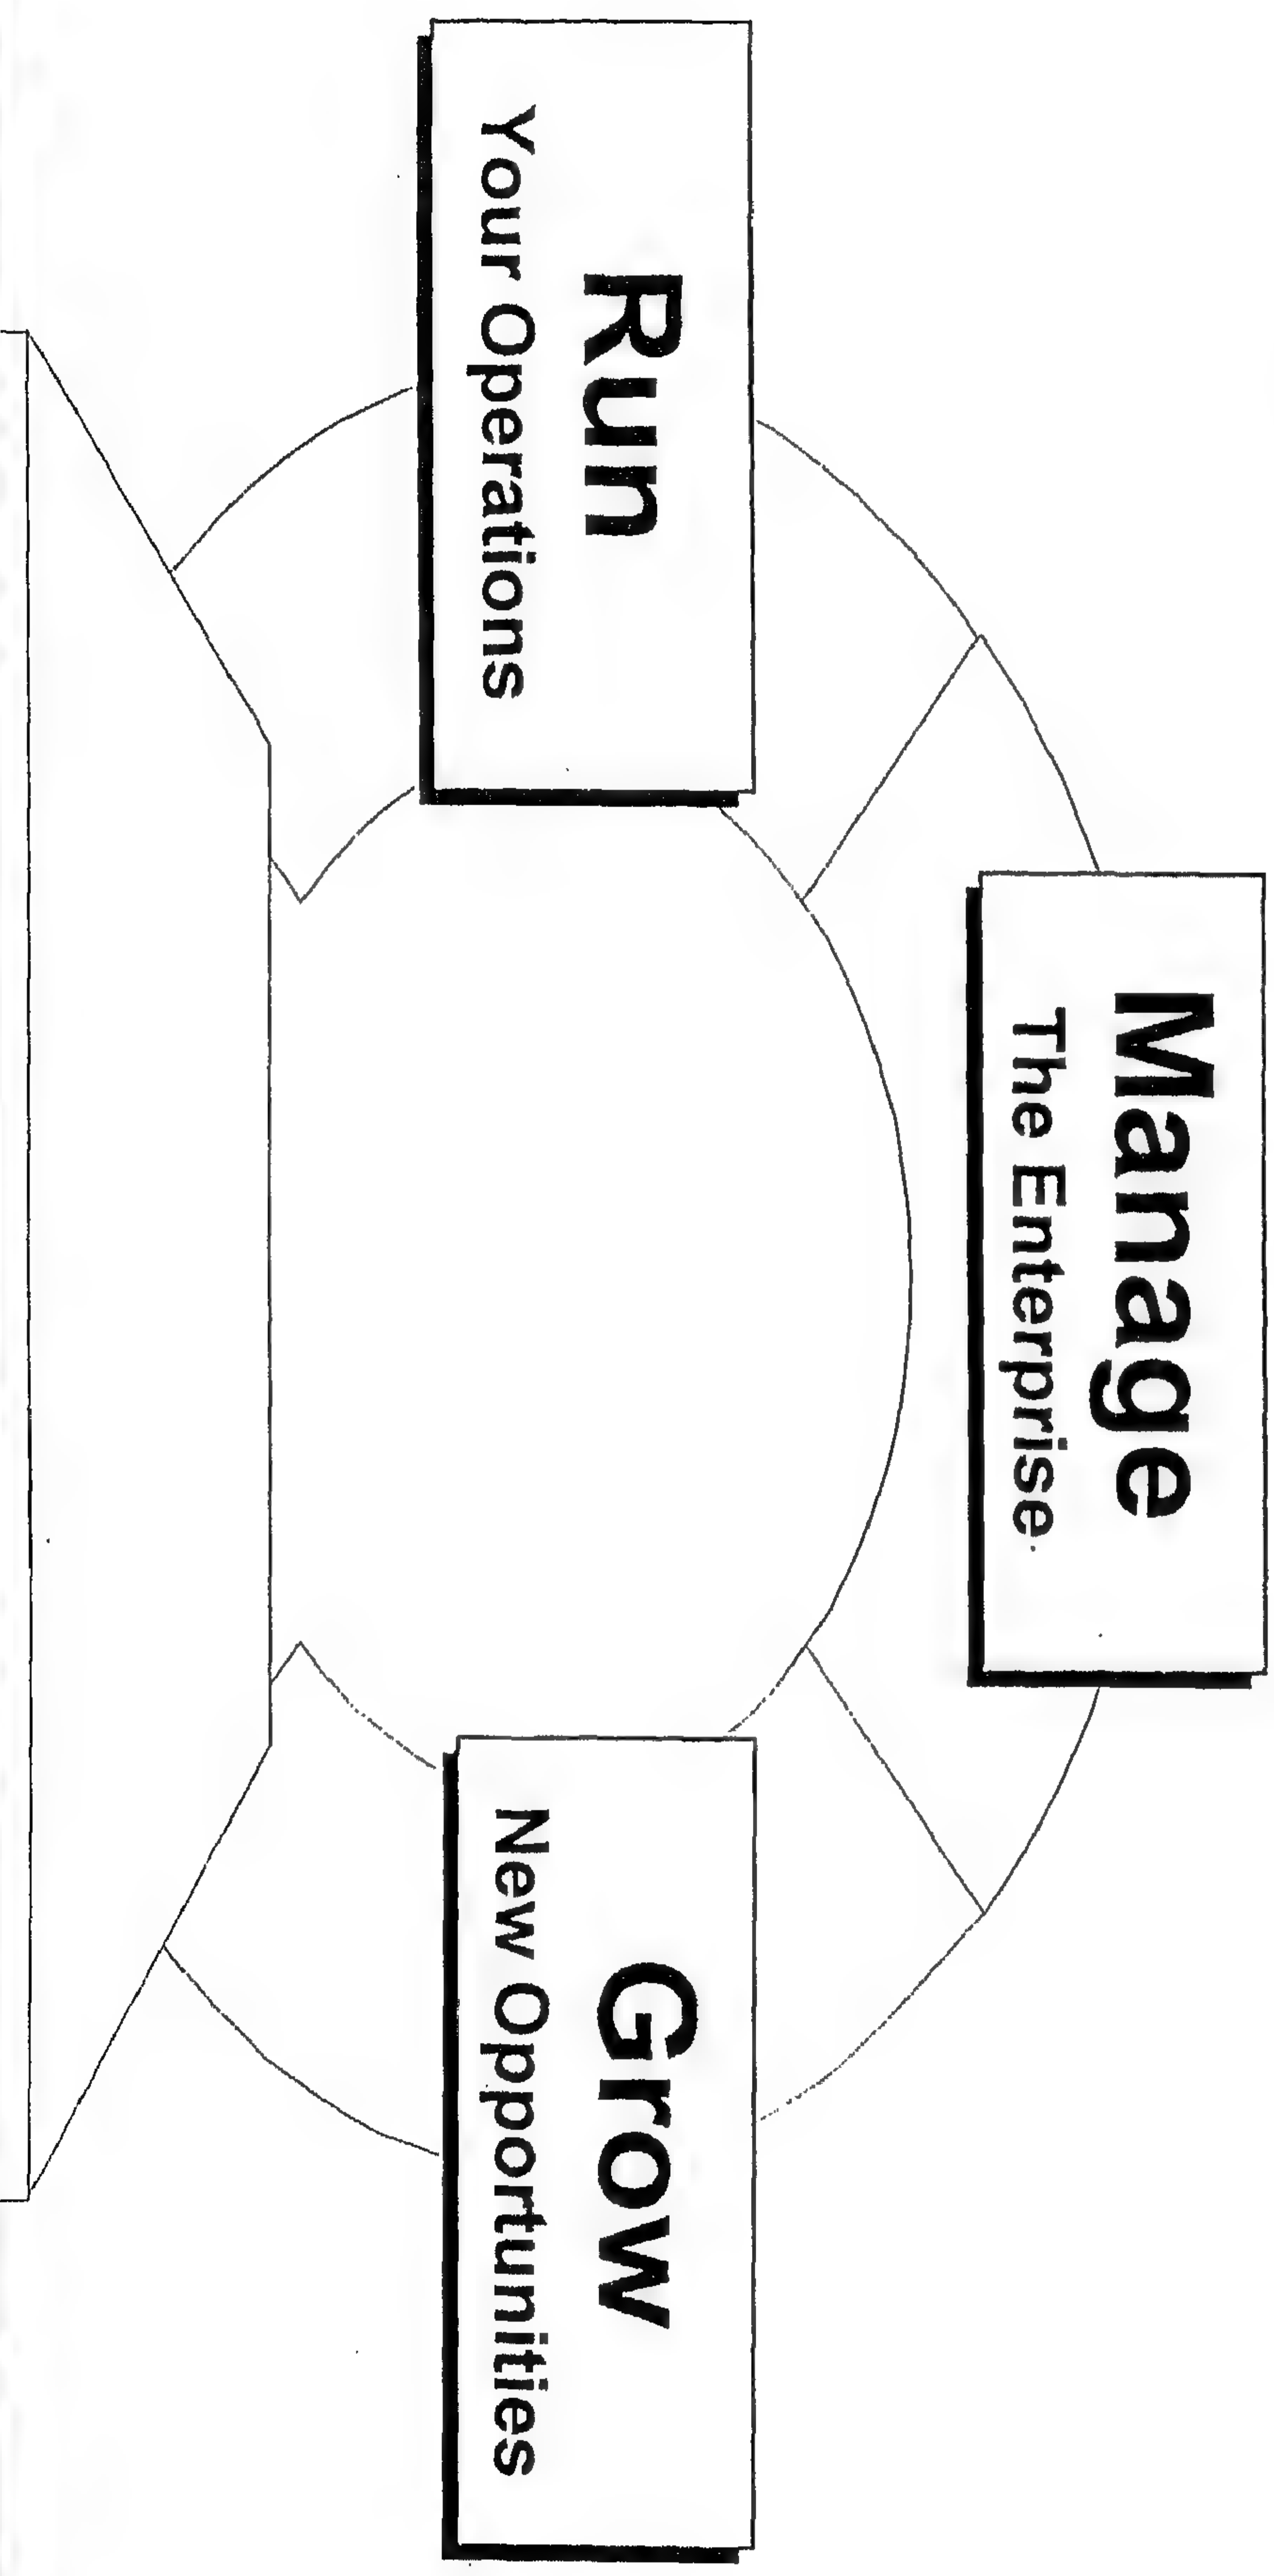 Manage
The Enterprise
Run
Your Operations
Grow
New Opportunities